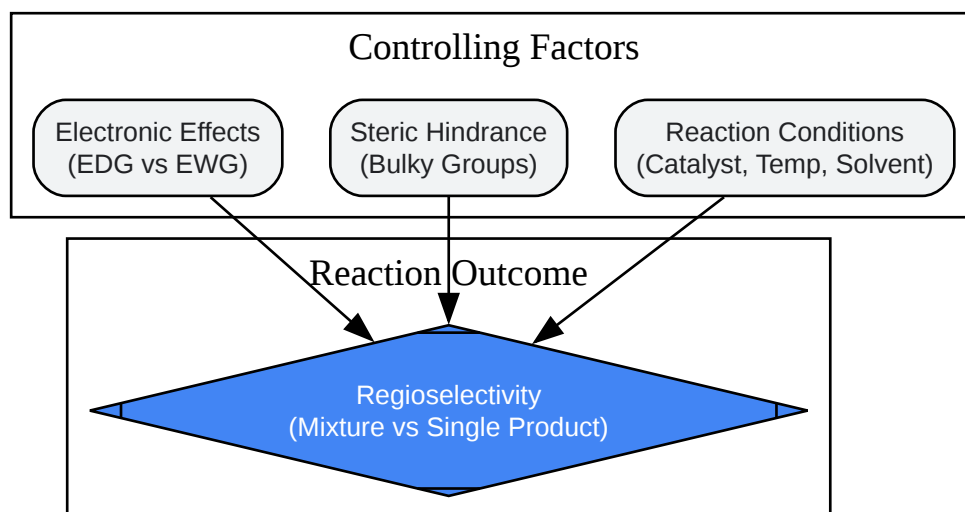 Controlling Factors
Electronic Effects
(EDG vs EWG)
Steric Hindrance
(Bulky Groups)
Reaction Conditions
(Catalyst, Temp, Solvent)
Reaction Outcome
Regioselectivity
(Mixture vs Single Product)